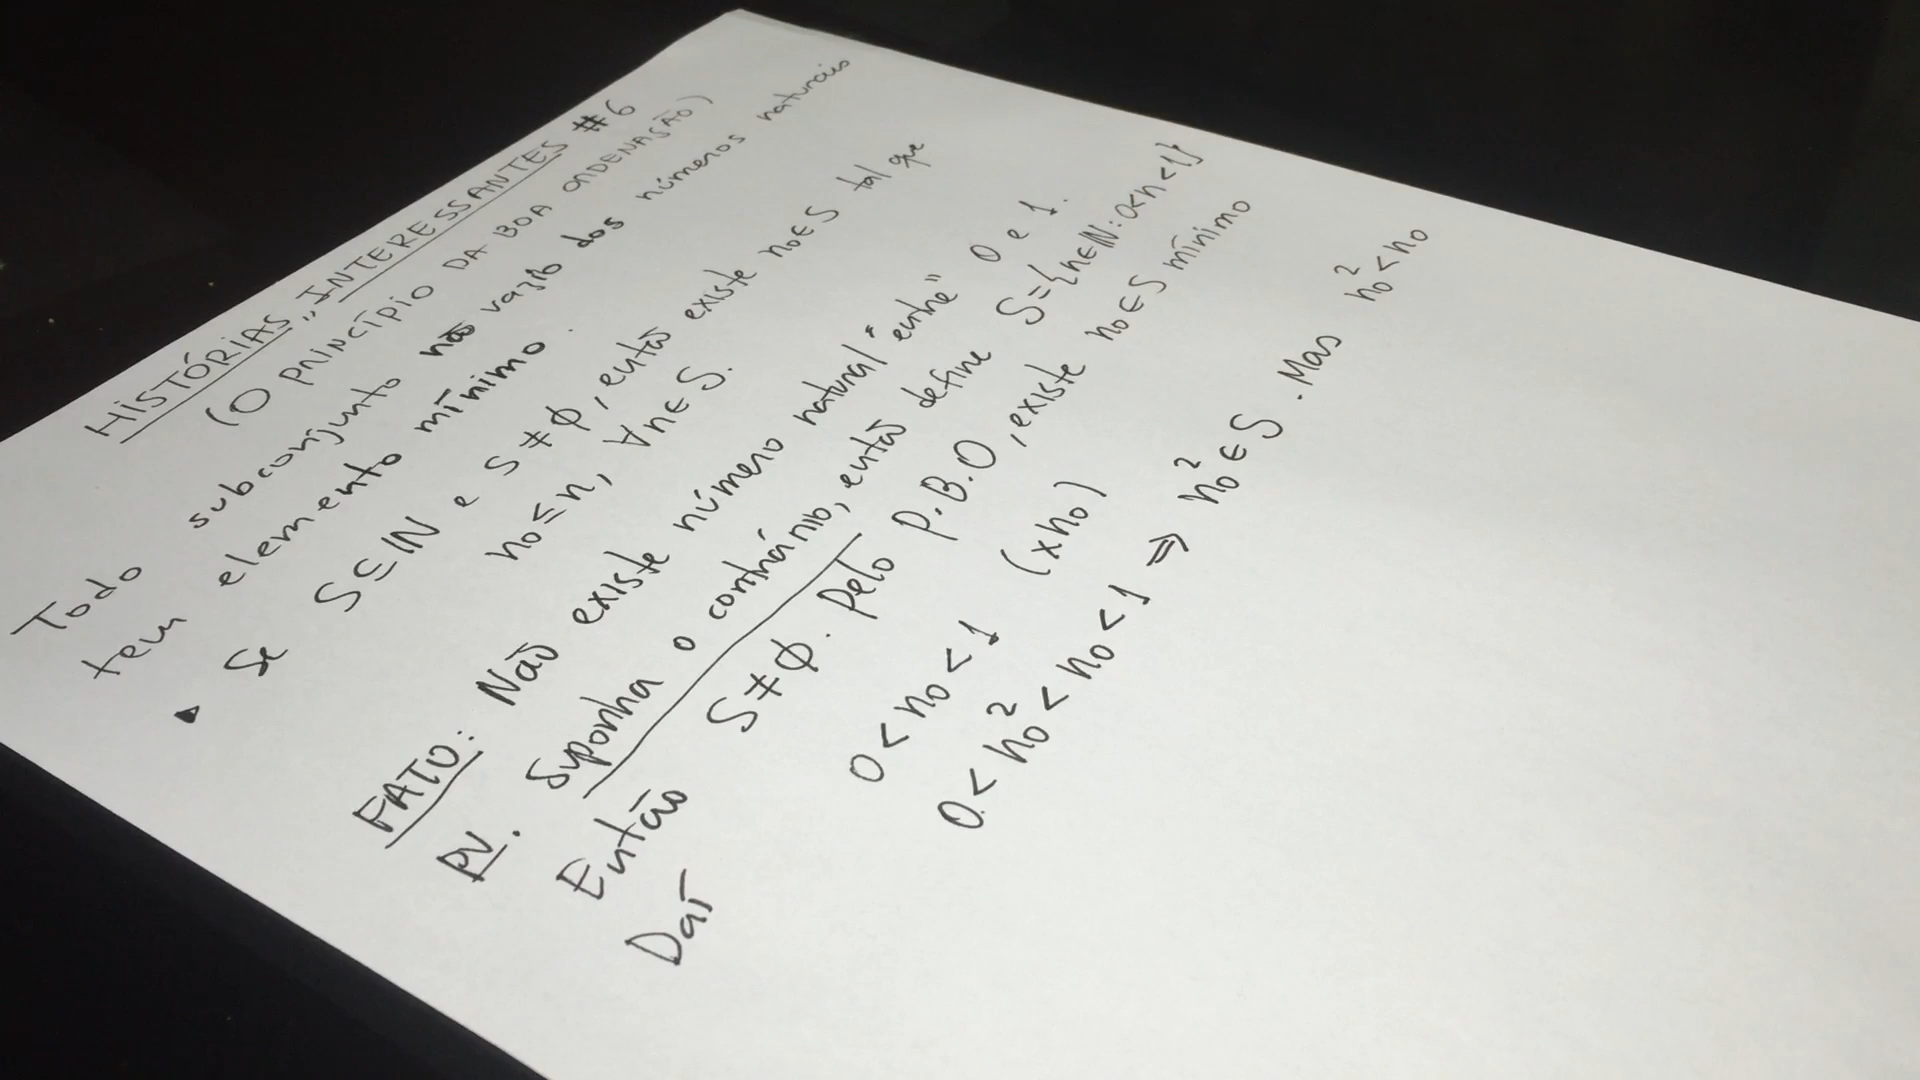 HISTÓRIAS „INTERESSANTES #6
(O PRINCÍPIO DA BOA ORDENAÇÃO)
Todo subconjunto não vazio dos números naturais
tem elemento mínimo.
▸ Se S⊆ℕ e S≠∅, então existe n₀∈S tal que
n₀≤n, ∀n∈S.
FATO: Não existe número natural "entre" 0 e 1.
PV. Suponha o contrário, então define S={n∈ℕ: 0<n<1}
Então S≠∅. Pelo P.B.O, existe n₀∈S mínimo
Daí 0<n₀<1 (xn₀)
0<n₀²<n₀<1 ⇒ n₀²∈S. Mas n₀²<n₀